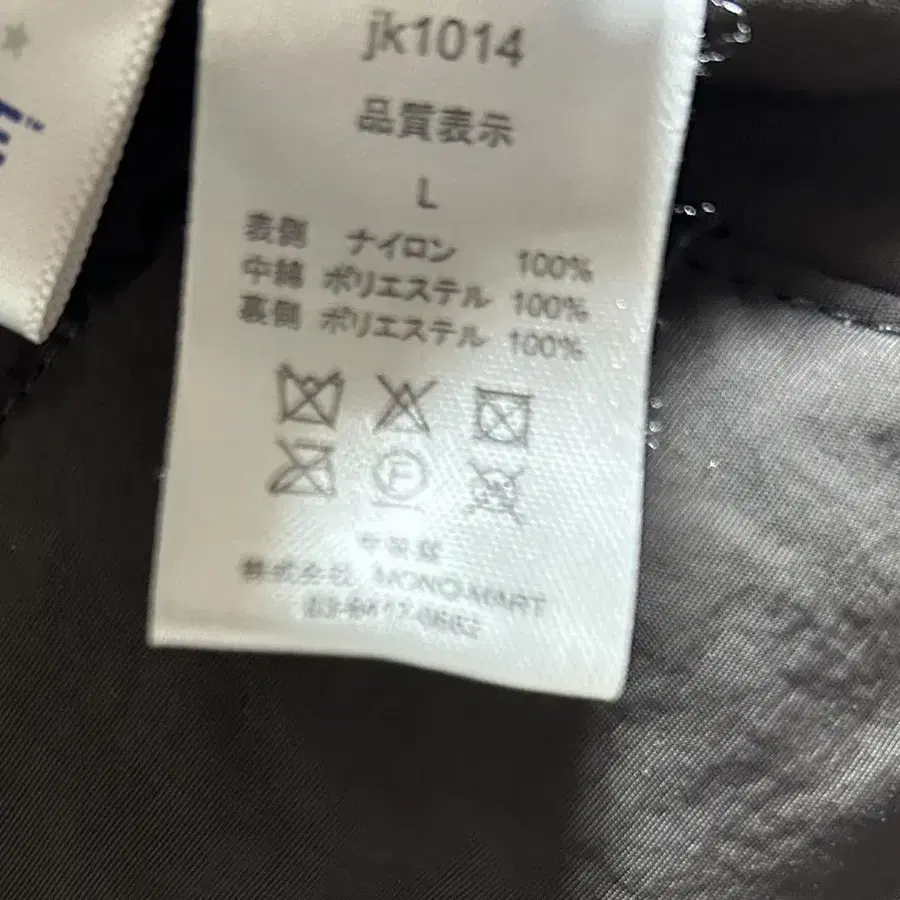 jk1014
品質表示
L
表側 ナイロン 100%
中綿 ポリエステル 100%
裏側 ポリエステル 100%
F
中国製
株式会社 MONO-MART